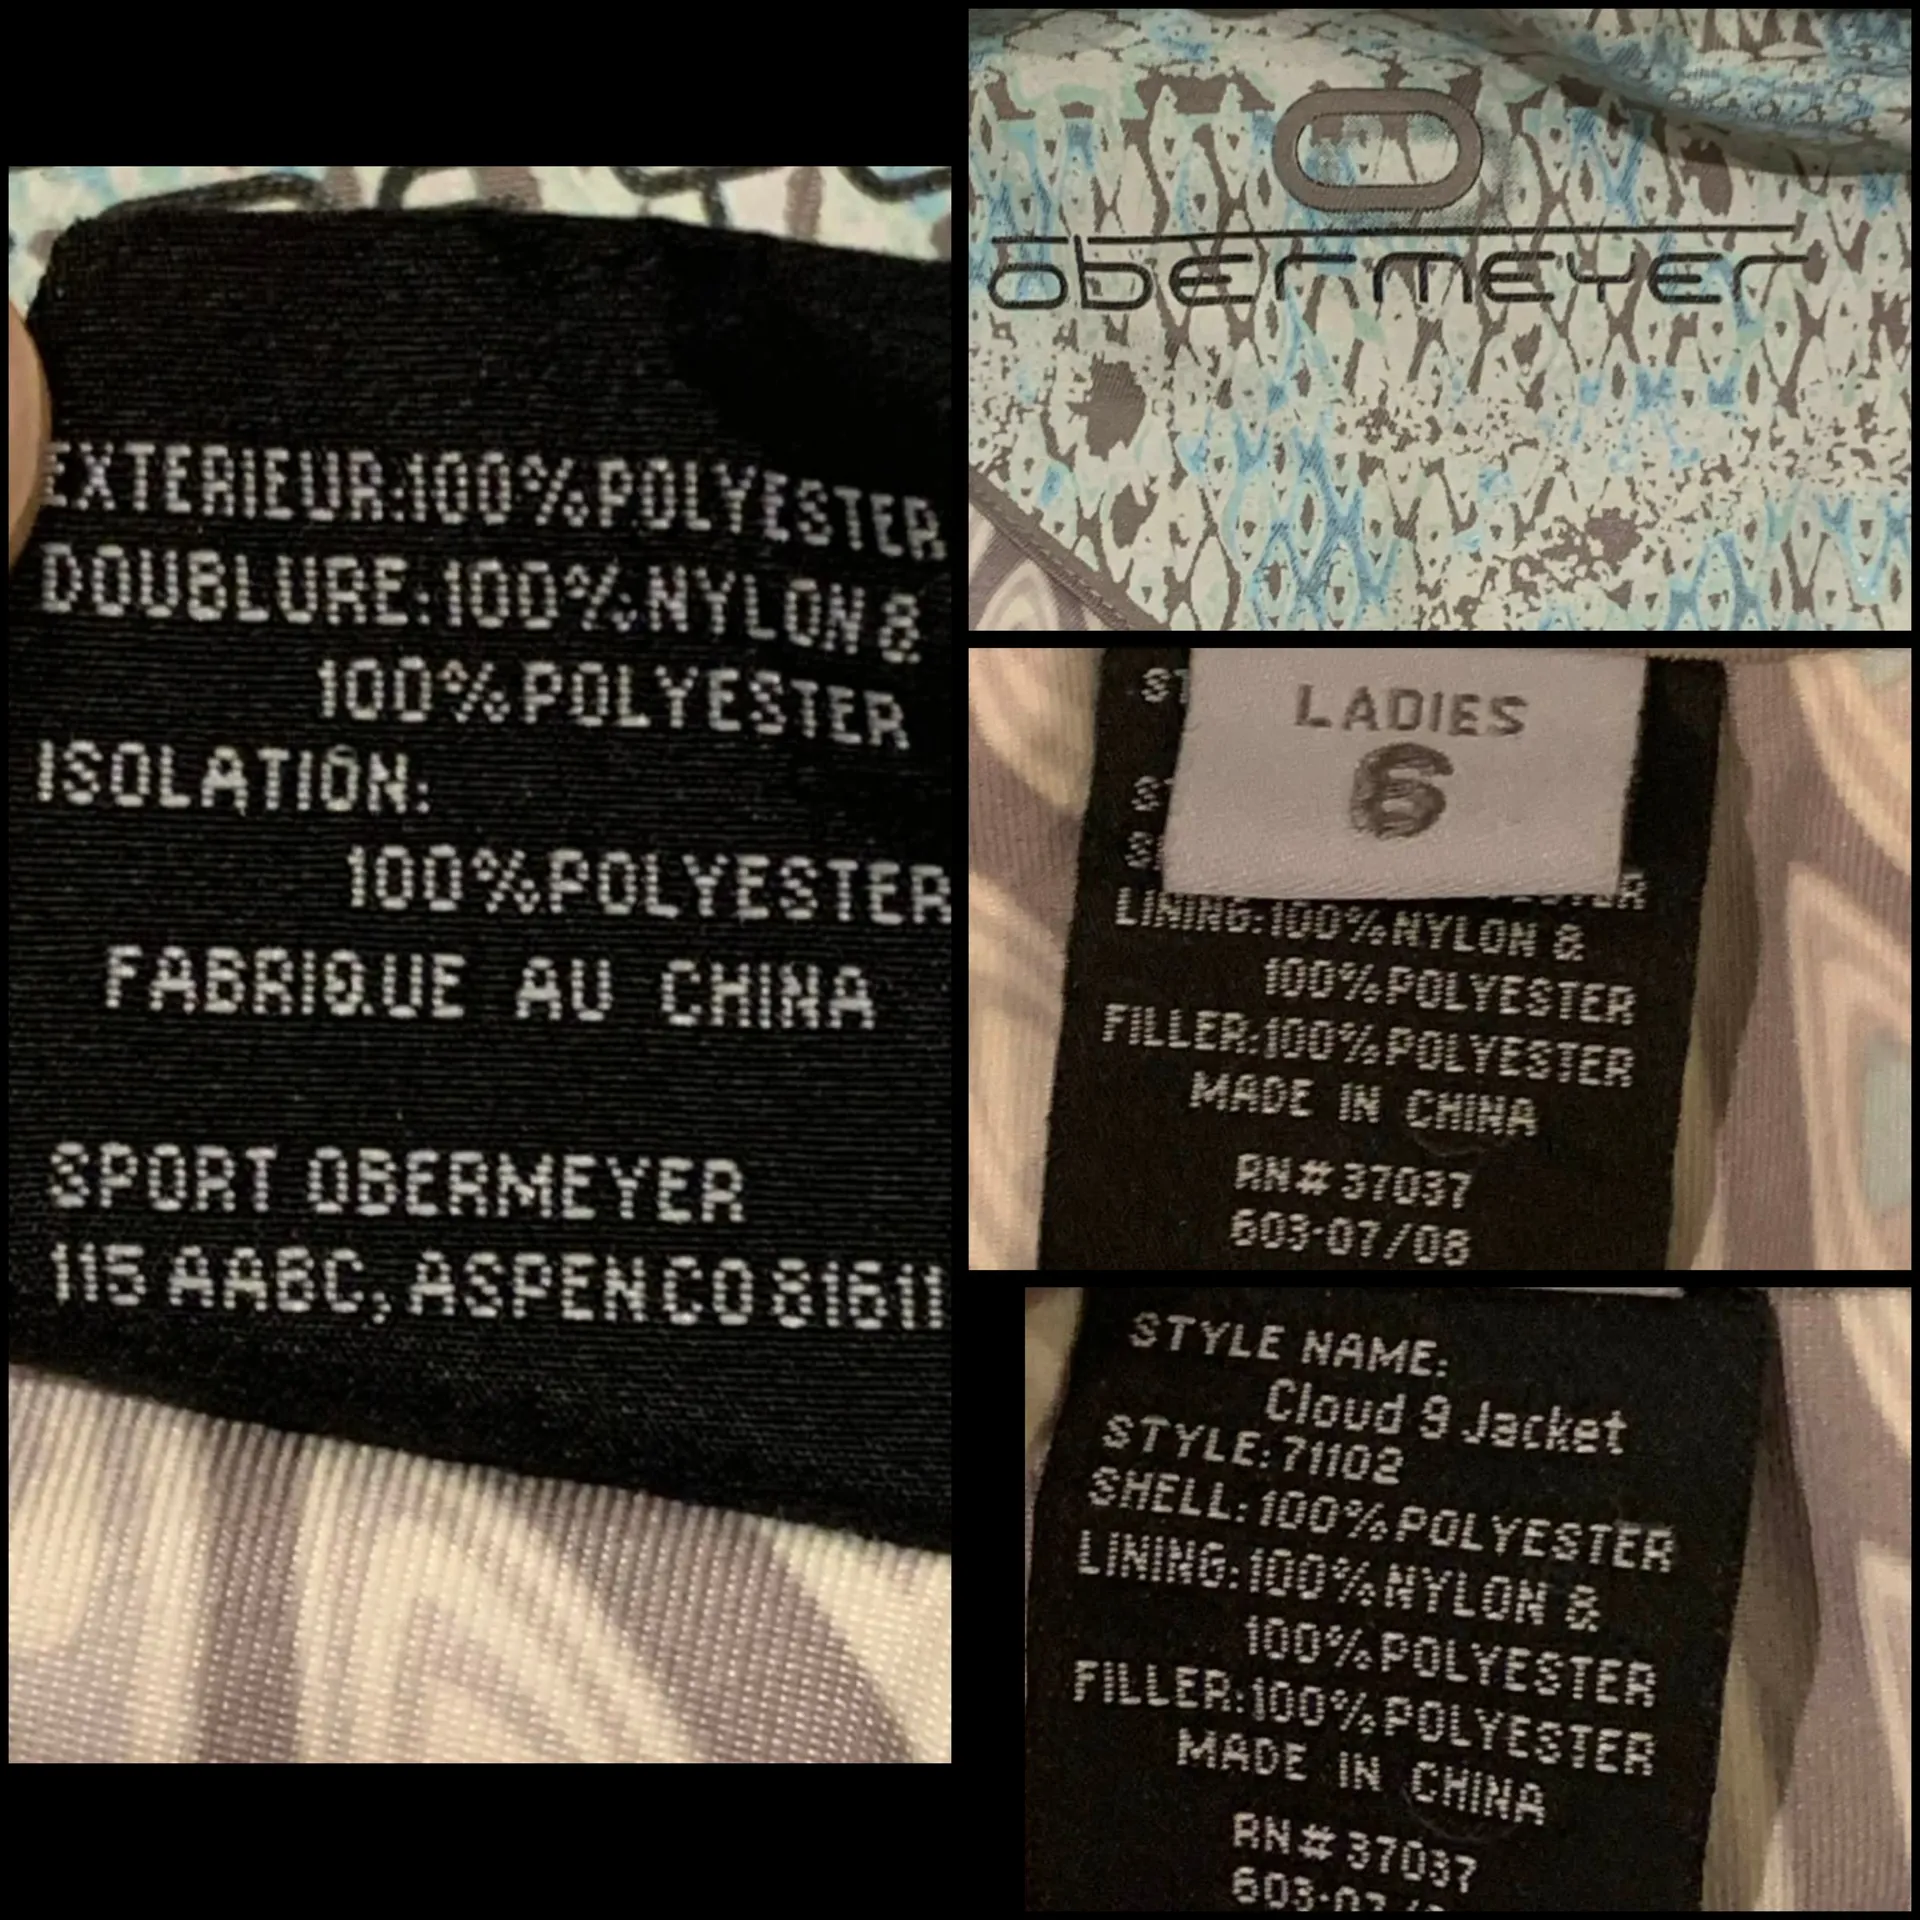 EXTERIEUR:100%POLYESTER
DOUBLURE:100%NYLON &
100%POLYESTER
ISOLATION:
100%POLYESTER
FABRIQUE AU CHINA
SPORT OBERMEYER
115 AABC, ASPEN CO 81611
obermeyer
LADIES
6
LINING:100%NYLON &
100%POLYESTER
FILLER:100%POLYESTER
MADE IN CHINA
RN# 37037
603-07/08
STYLE NAME:
Cloud 9 Jacket
STYLE:71102
SHELL: 100%POLYESTER
LINING:100%NYLON &
100%POLYESTER
FILLER:100%POLYESTER
MADE IN CHINA
RN# 37037